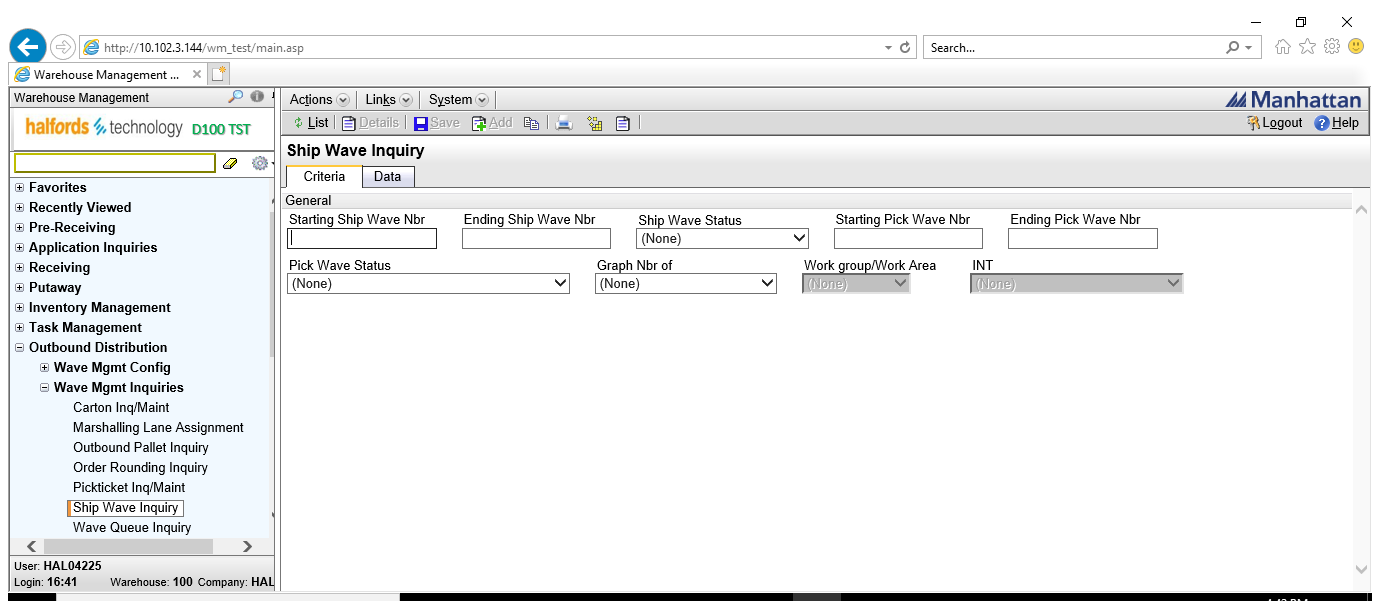 http://10.102.3.144/wm_test/main.asp
Search...
Warehouse Management ...
Warehouse Management
halfords technology D100 TST
Favorites
Recently Viewed
Pre-Receiving
Application Inquiries
Receiving
Putaway
Inventory Management
Task Management
Outbound Distribution
Wave Mgmt Config
Wave Mgmt Inquiries
Carton Inq/Maint
Marshalling Lane Assignment
Outbound Pallet Inquiry
Order Rounding Inquiry
Pickticket Inq/Maint
Ship Wave Inquiry
Wave Queue Inquiry
User: HAL04225
Login: 16:41 Warehouse: 100 Company: HAL
Actions Links System
Manhattan
List Details Save Add
Logout Help
Ship Wave Inquiry
Criteria Data
General
Starting Ship Wave Nbr Ending Ship Wave Nbr Ship Wave Status Starting Pick Wave Nbr Ending Pick Wave Nbr
(None)
Pick Wave Status Graph Nbr of Work group/Work Area INT
(None) (None) (None) (None)